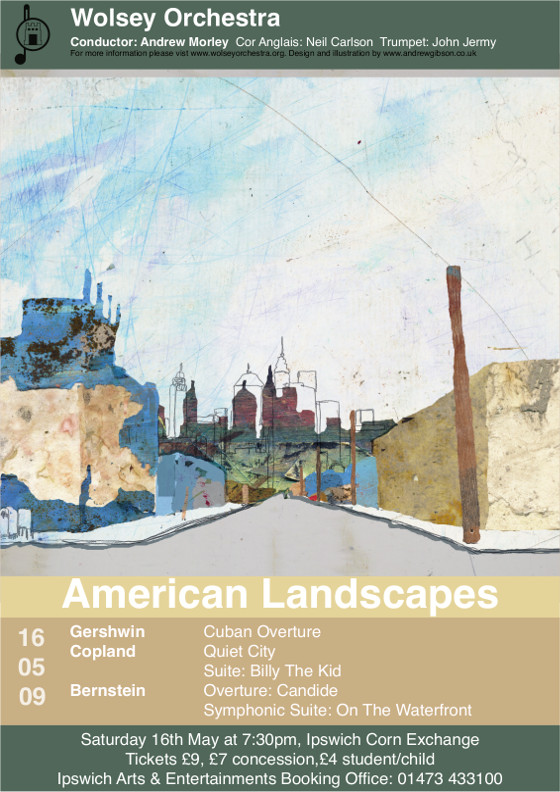 Wolsey Orchestra
Conductor: Andrew Morley Cor Anglais: Neil Carlson Trumpet: John Jermy
For more information please visit www.wolseyorchestra.org. Design and illustration by www.andrewgibson.co.uk
American Landscapes
16
05
09
Gershwin Cuban Overture
Copland Quiet City
Suite: Billy The Kid
Bernstein Overture: Candide
Symphonic Suite: On The Waterfront
Saturday 16th May at 7:30pm, Ipswich Corn Exchange
Tickets £9, £7 concession,£4 student/child
Ipswich Arts & Entertainments Booking Office: 01473 433100